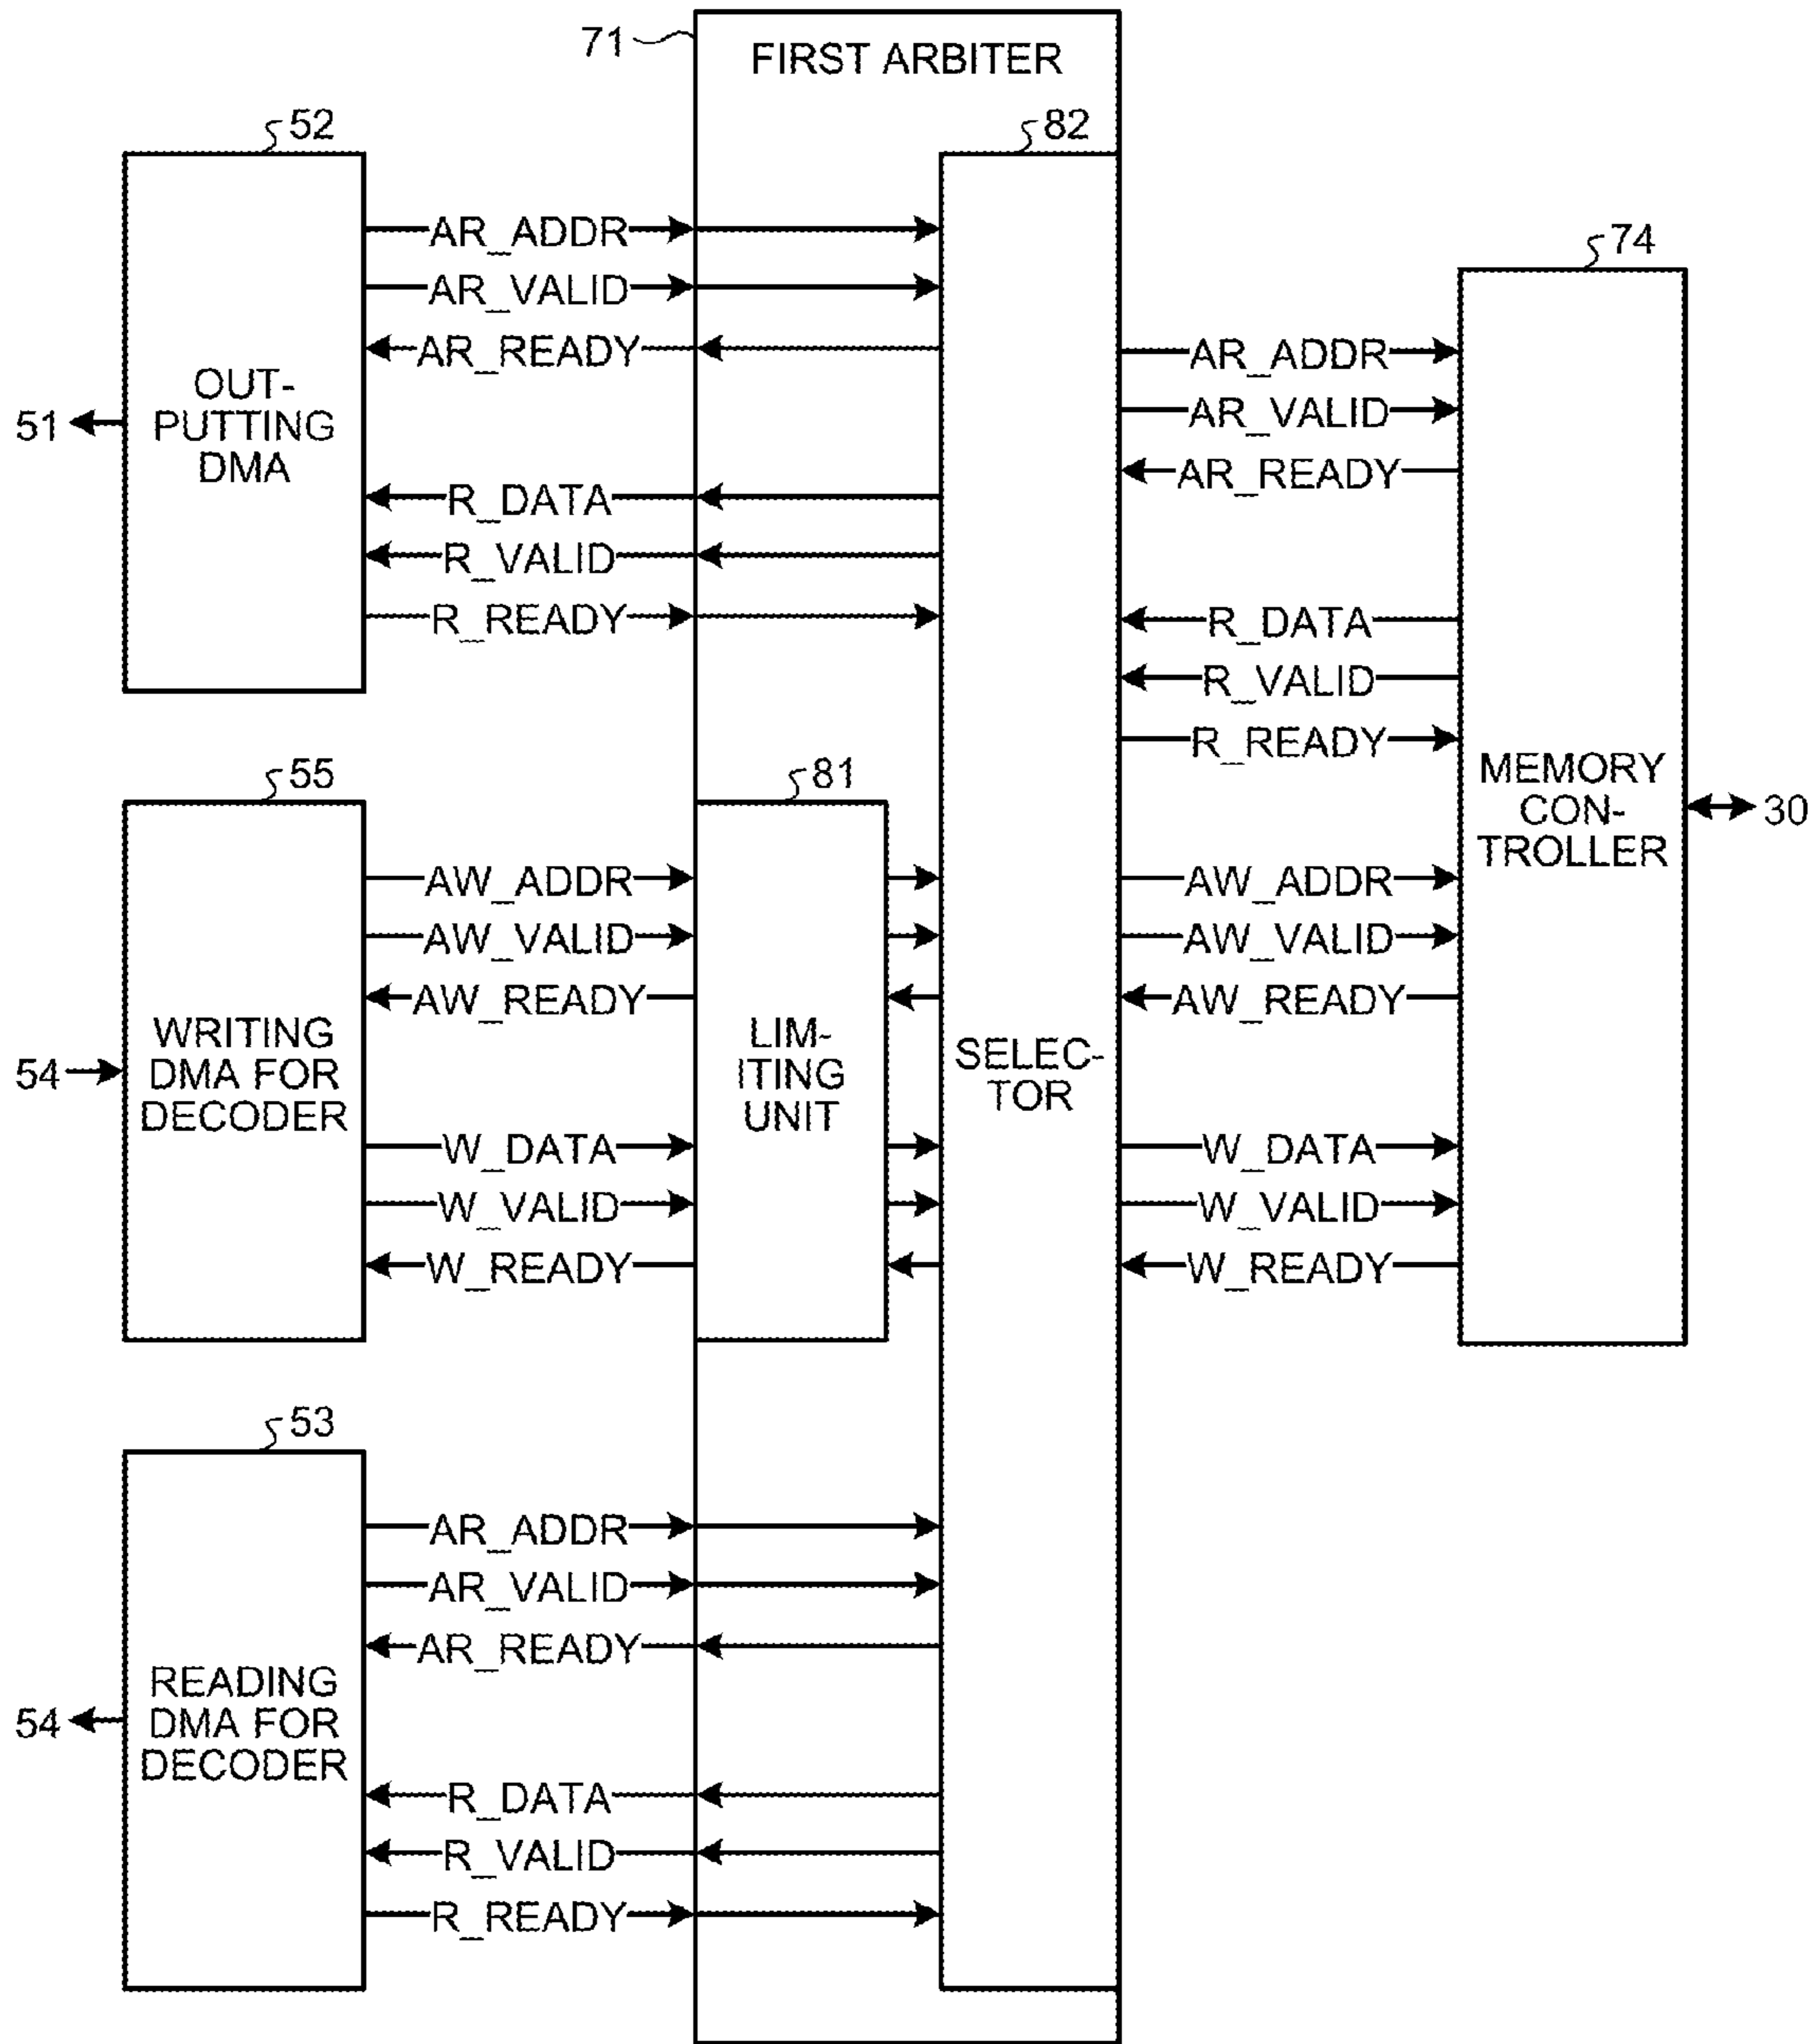 71
FIRST ARBITER
52
82
OUT-
PUTTING
DMA
51
AR_ADDR
AR_VALID
AR_READY
R_DATA
R_VALID
R_READY
74
AR_ADDR
AR_VALID
AR_READY
R_DATA
R_VALID
R_READY
MEMORY
CON-
TROLLER
30
55
81
WRITING
DMA FOR
DECODER
54
AW_ADDR
AW_VALID
AW_READY
W_DATA
W_VALID
W_READY
LIM-
ITING
UNIT
SELEC-
TOR
AW_ADDR
AW_VALID
AW_READY
W_DATA
W_VALID
W_READY
53
READING
DMA FOR
DECODER
54
AR_ADDR
AR_VALID
AR_READY
R_DATA
R_VALID
R_READY